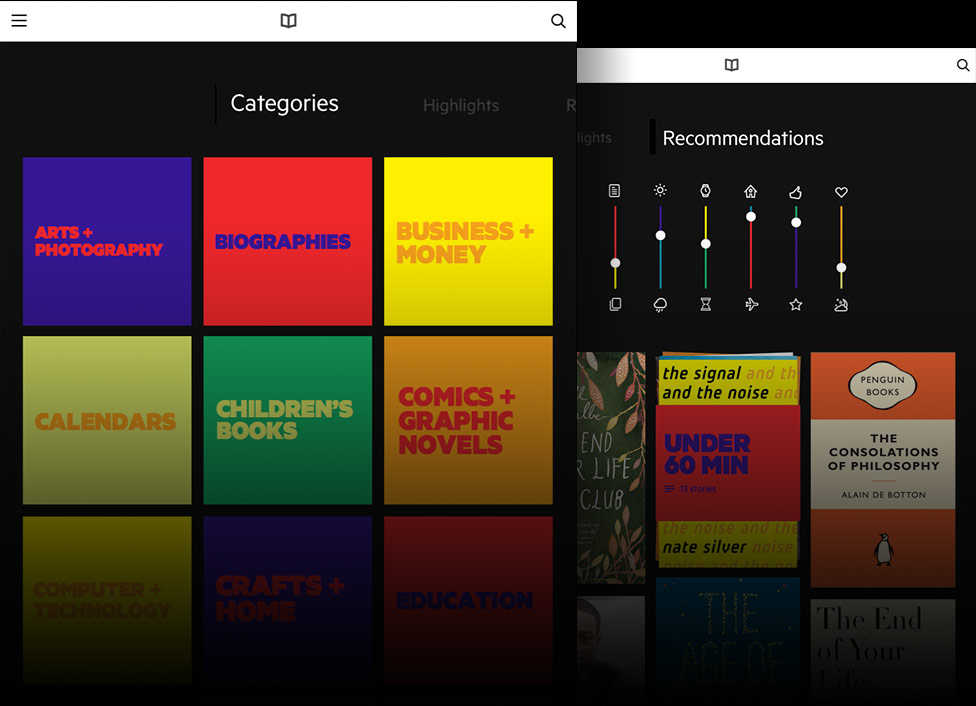 Categories
Highlights
R
ARTS +
PHOTOGRAPHY
BIOGRAPHIES
BUSINESS +
MONEY
CALENDARS
CHILDREN'S
BOOKS
COMICS +
GRAPHIC
NOVELS
COMPUTER +
TECHNOLOGY
CRAFTS +
HOME
EDUCATION
lights
Recommendations
END
LIFE
CLUB
the signal and th
and the noise and
UNDER
60 MIN
13 stories
the noise and the
nate silver noise
THE
AGE OF
PENGUIN
BOOKS
THE
CONSOLATIONS
OF PHILOSOPHY
ALAIN DE BOTTON
The End
of Your
Life